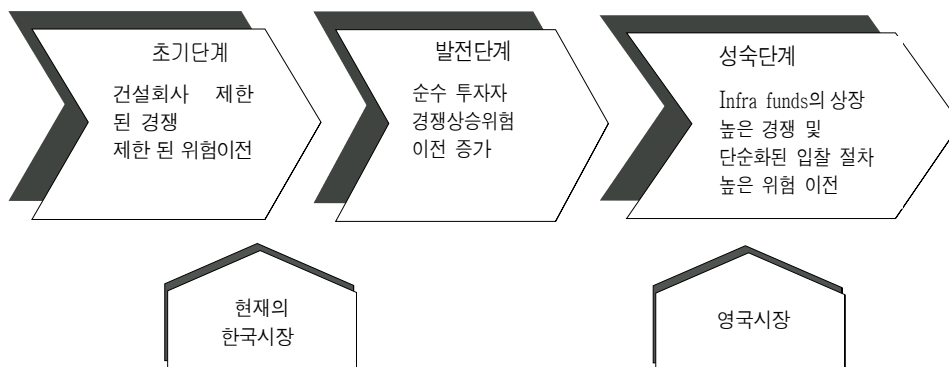 초기단계
건설회사 제한
된 경쟁
제한 된 위험이전
발전단계
순수 투자자
경쟁상승위험
이전 증가
성숙단계
Infra funds의 상장
높은 경쟁 및
단순화된 입찰 절차
높은 위험 이전
현재의
한국시장
영국시장